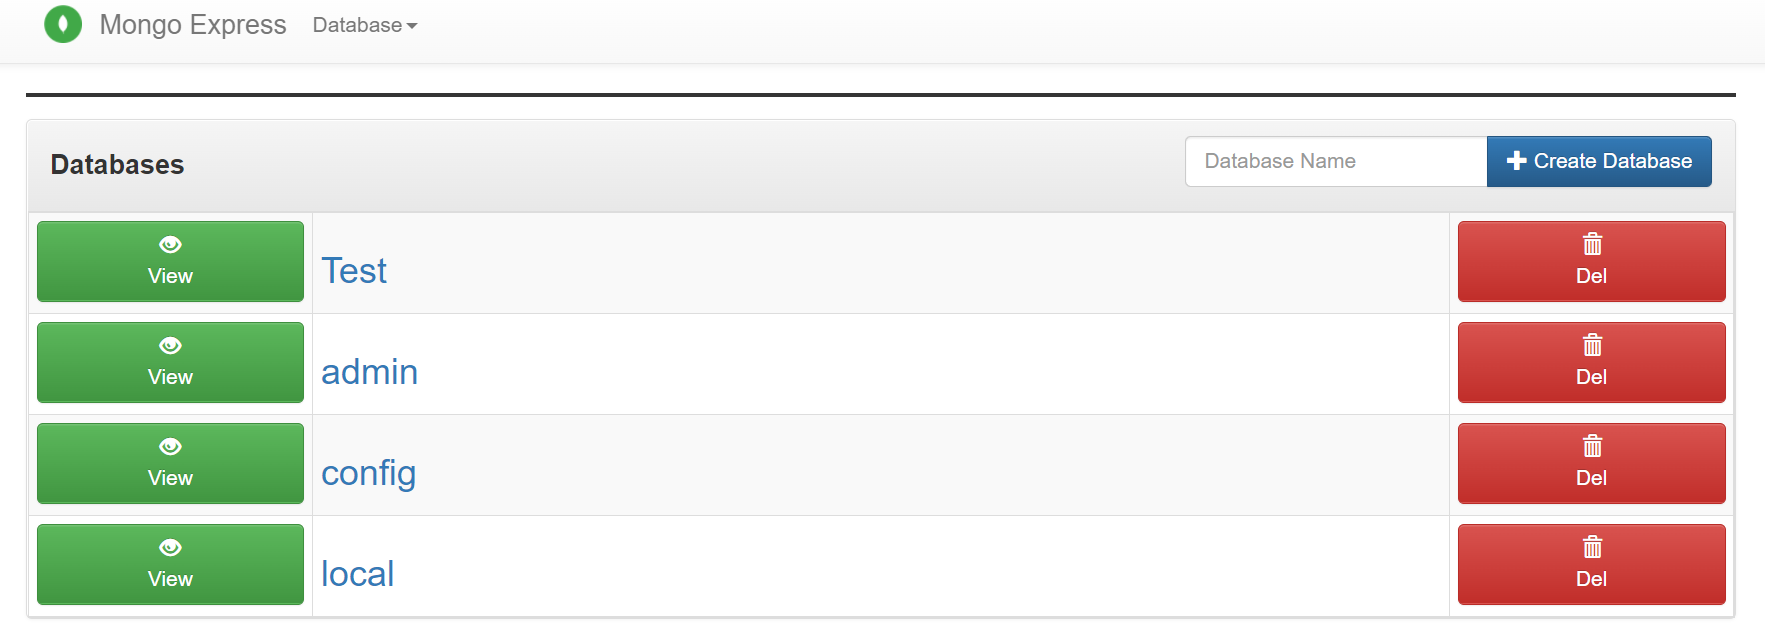 Mongo Express Database
Databases
Database Name
Create Database
View
Test
Del
View
admin
Del
View
config
Del
View
local
Del